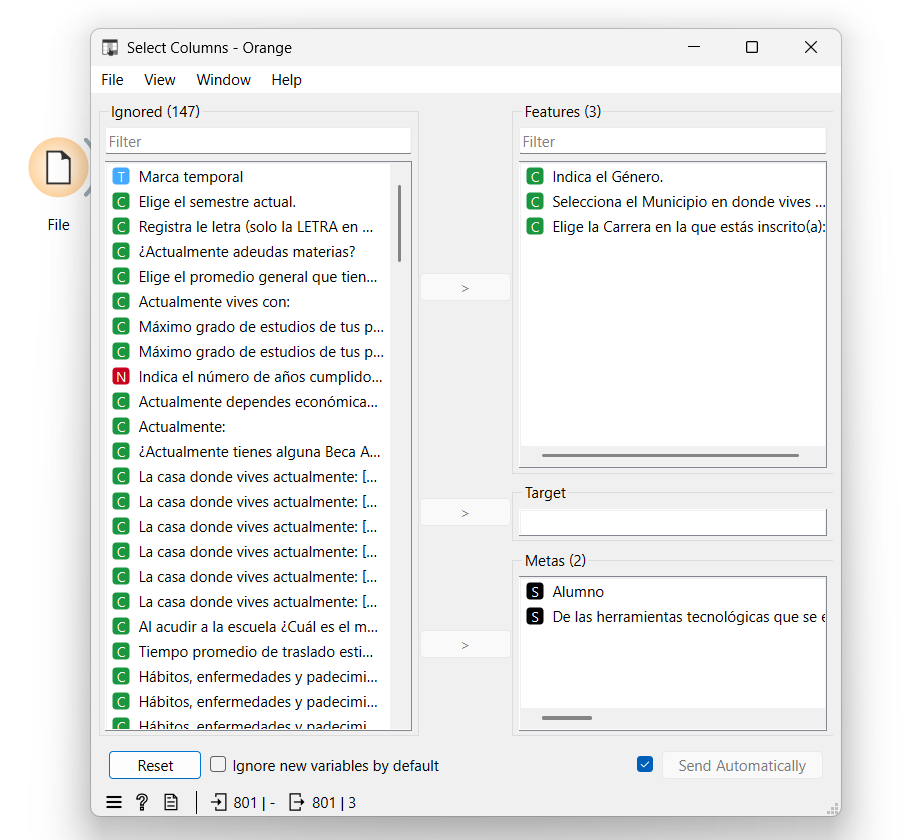 Select Columns - Orange
File View Window Help
Ignored (147)
Filter
T Marca temporal
C Elige el semestre actual.
C Registra le letra (solo la LETRA en ...
C ¿Actualmente adeudas materias?
C Elige el promedio general que tien...
C Actualmente vives con:
C Máximo grado de estudios de tus p...
C Máximo grado de estudios de tus p...
N Indica el número de años cumplido...
C Actualmente dependes económica...
C Actualmente:
C ¿Actualmente tienes alguna Beca A...
C La casa donde vives actualmente: [...
C La casa donde vives actualmente: [...
C La casa donde vives actualmente: [...
C La casa donde vives actualmente: [...
C La casa donde vives actualmente: [...
C La casa donde vives actualmente: [...
C Al acudir a la escuela ¿Cuál es el m...
C Tiempo promedio de traslado esti...
C Hábitos, enfermedades y padecimi...
C Hábitos, enfermedades y padecimi...
C Hábitos, enfermedades y padecimi...
>
>
>
Features (3)
Filter
C Indica el Género.
C Selecciona el Municipio en donde vives ...
C Elige la Carrera en la que estás inscrito(a):
Target
Metas (2)
S Alumno
S De las herramientas tecnológicas que se e
Reset
Ignore new variables by default
Send Automatically
801 | - 801 | 3
File